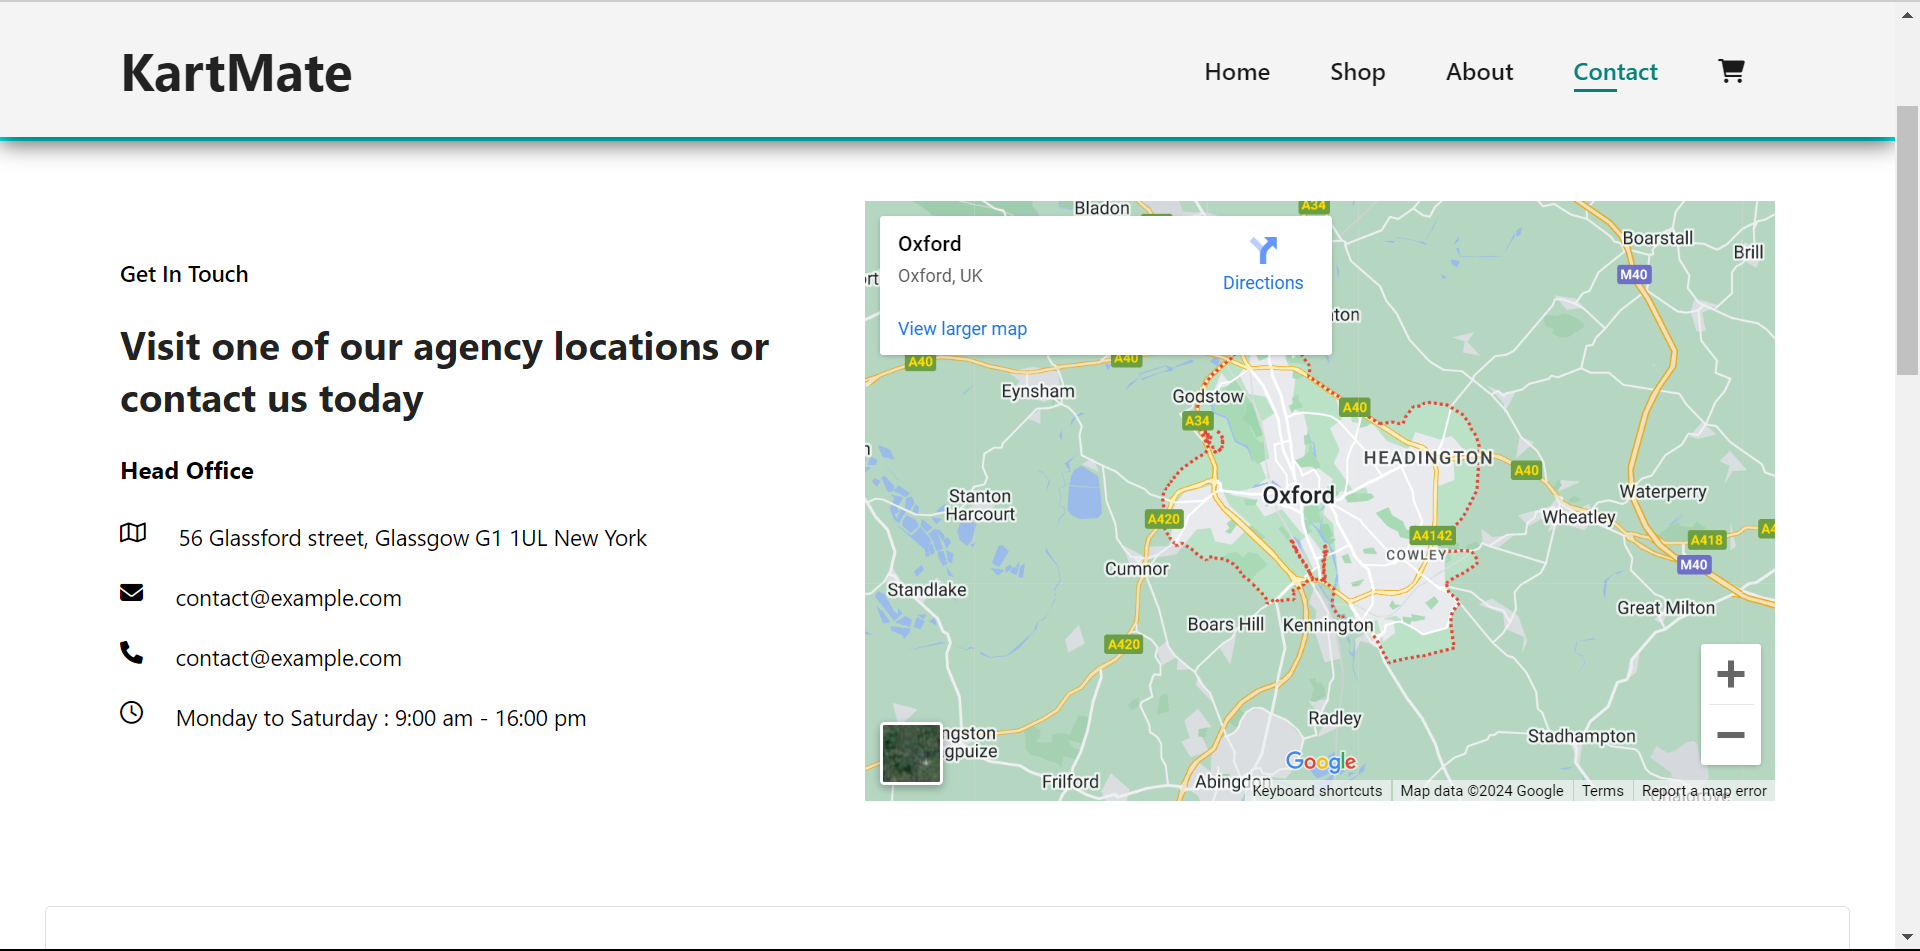 KartMate
Home
Shop
About
Contact
Get In Touch
Visit one of our agency locations or
contact us today
Head Office
56 Glassford street, Glassgow G1 1UL New York
contact@example.com
contact@example.com
Monday to Saturday : 9:00 am - 16:00 pm
Oxford
Oxford, UK
Directions
View larger map
Bladon
A34
Boarstall
Brill
M40
rt
ton
A40
A40
Eynsham
Godstow
A40
A34
HEADINGTON
A40
Oxford
Stanton
Harcourt
Waterperry
Wheatley
A420
A4142
A4
A418
COWLEY
M40
Cumnor
Standlake
Great Milton
Boars Hill
Kennington
A420
Radley
Stadhampton
ngston
gpuize
Google
Frilford
Abingdon
Keyboard shortcuts
Map data ©2024 Google
Terms
Report a map error